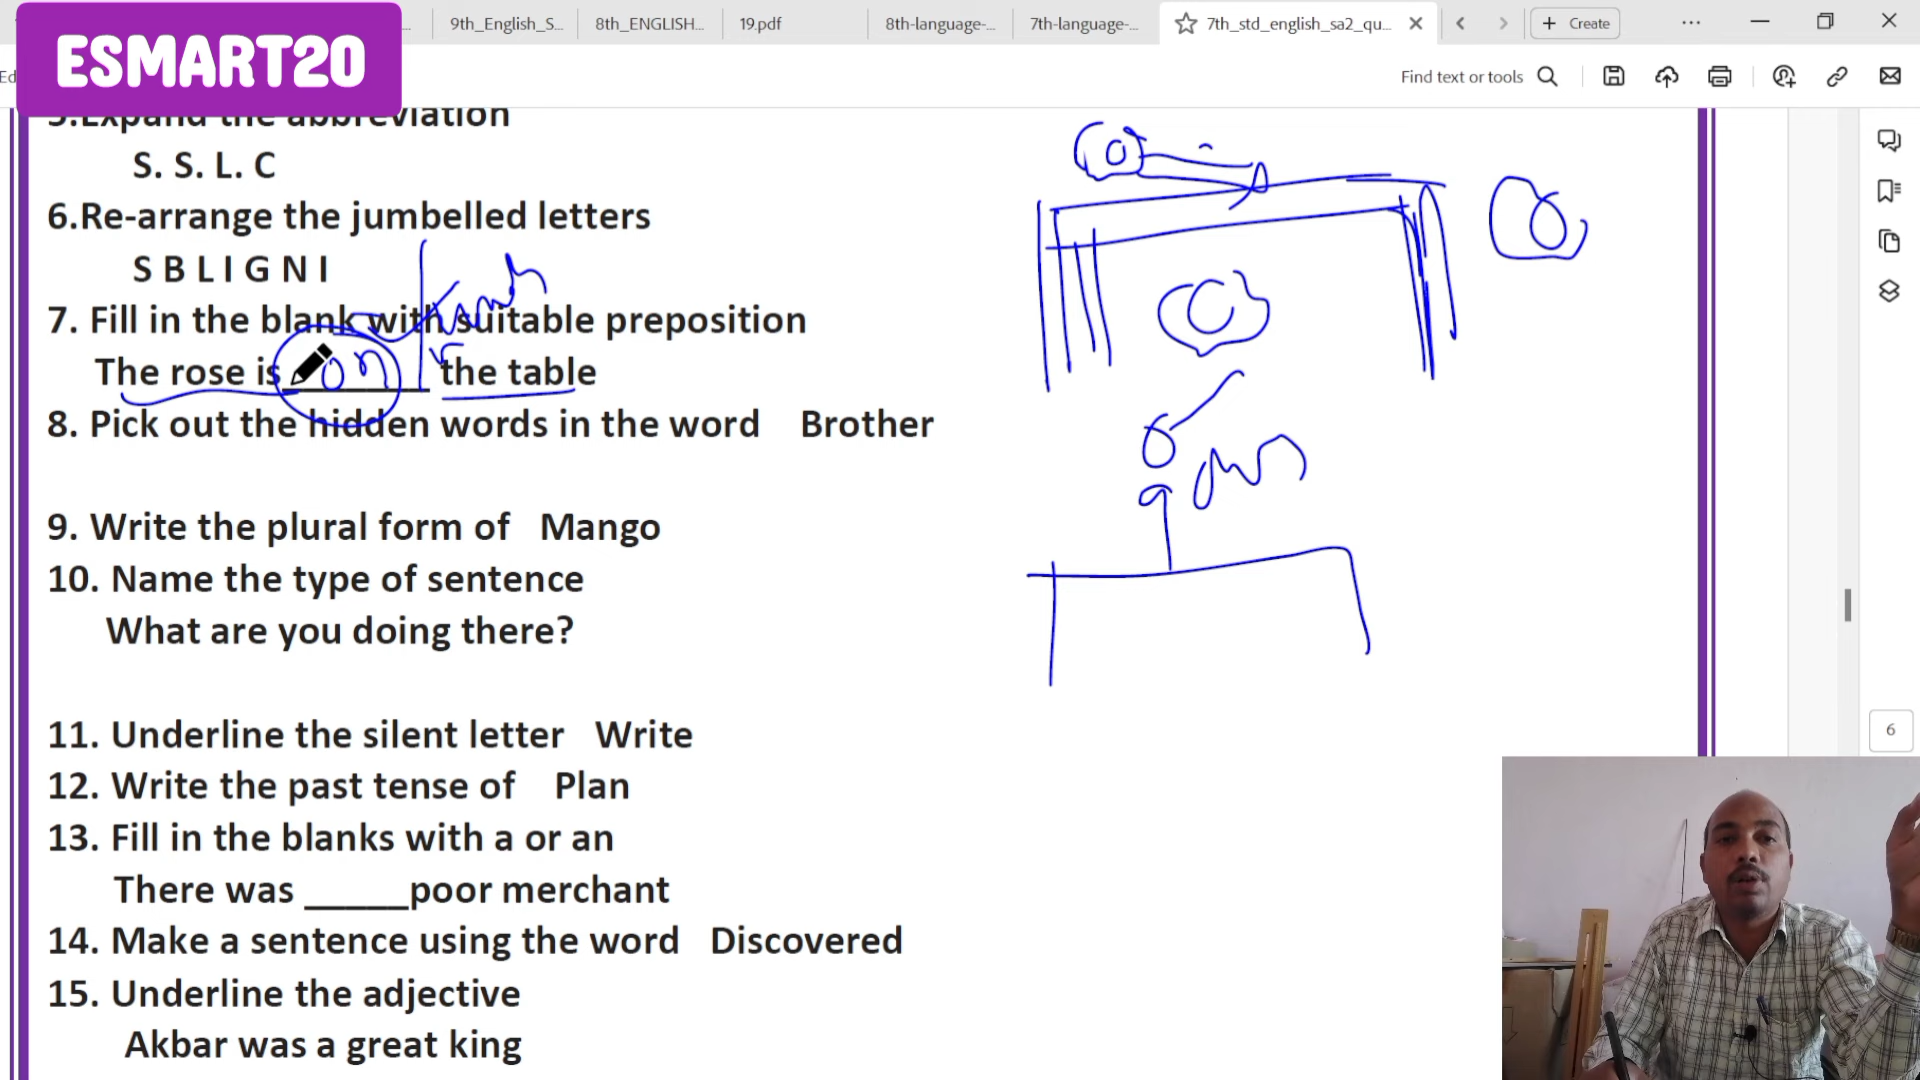 9th_English_S...
8th_ENGLISH...
19.pdf
8th-language-...
7th-language-...
7th_std_english_sa2_qu...
Create
ESMART20
Find text or tools
5.Expand the abbreviation
S. S. L. C
6.Re-arrange the jumbelled letters
S B L I G N I
7. Fill in the blank with suitable preposition
The rose is on the table
8. Pick out the hidden words in the word Brother
9. Write the plural form of Mango
10. Name the type of sentence
What are you doing there?
11. Underline the silent letter Write
12. Write the past tense of Plan
13. Fill in the blanks with a or an
There was _____poor merchant
14. Make a sentence using the word Discovered
15. Underline the adjective
Akbar was a great king
6